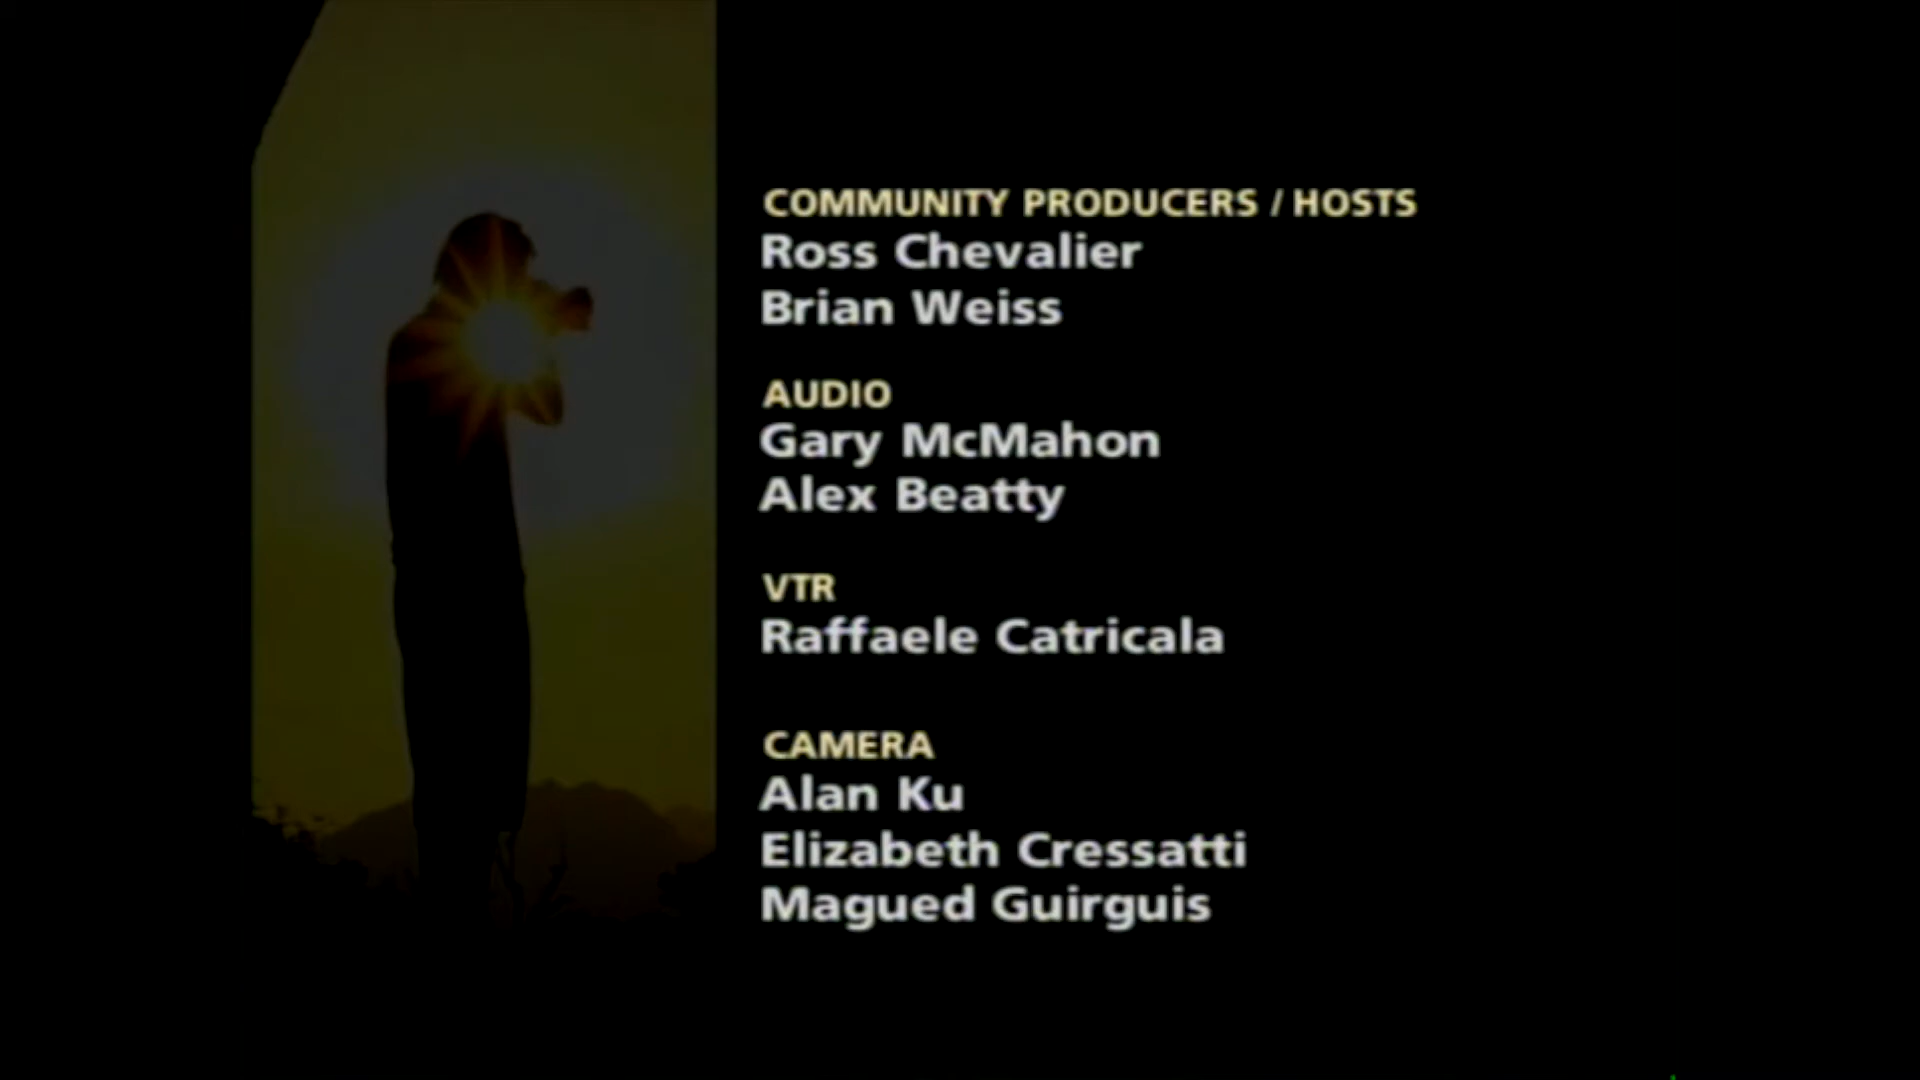 COMMUNITY PRODUCERS / HOSTS
Ross Chevalier
Brian Weiss
AUDIO
Gary McMahon
Alex Beatty
VTR
Raffaele Catricala
CAMERA
Alan Ku
Elizabeth Cressatti
Magued Guirguis